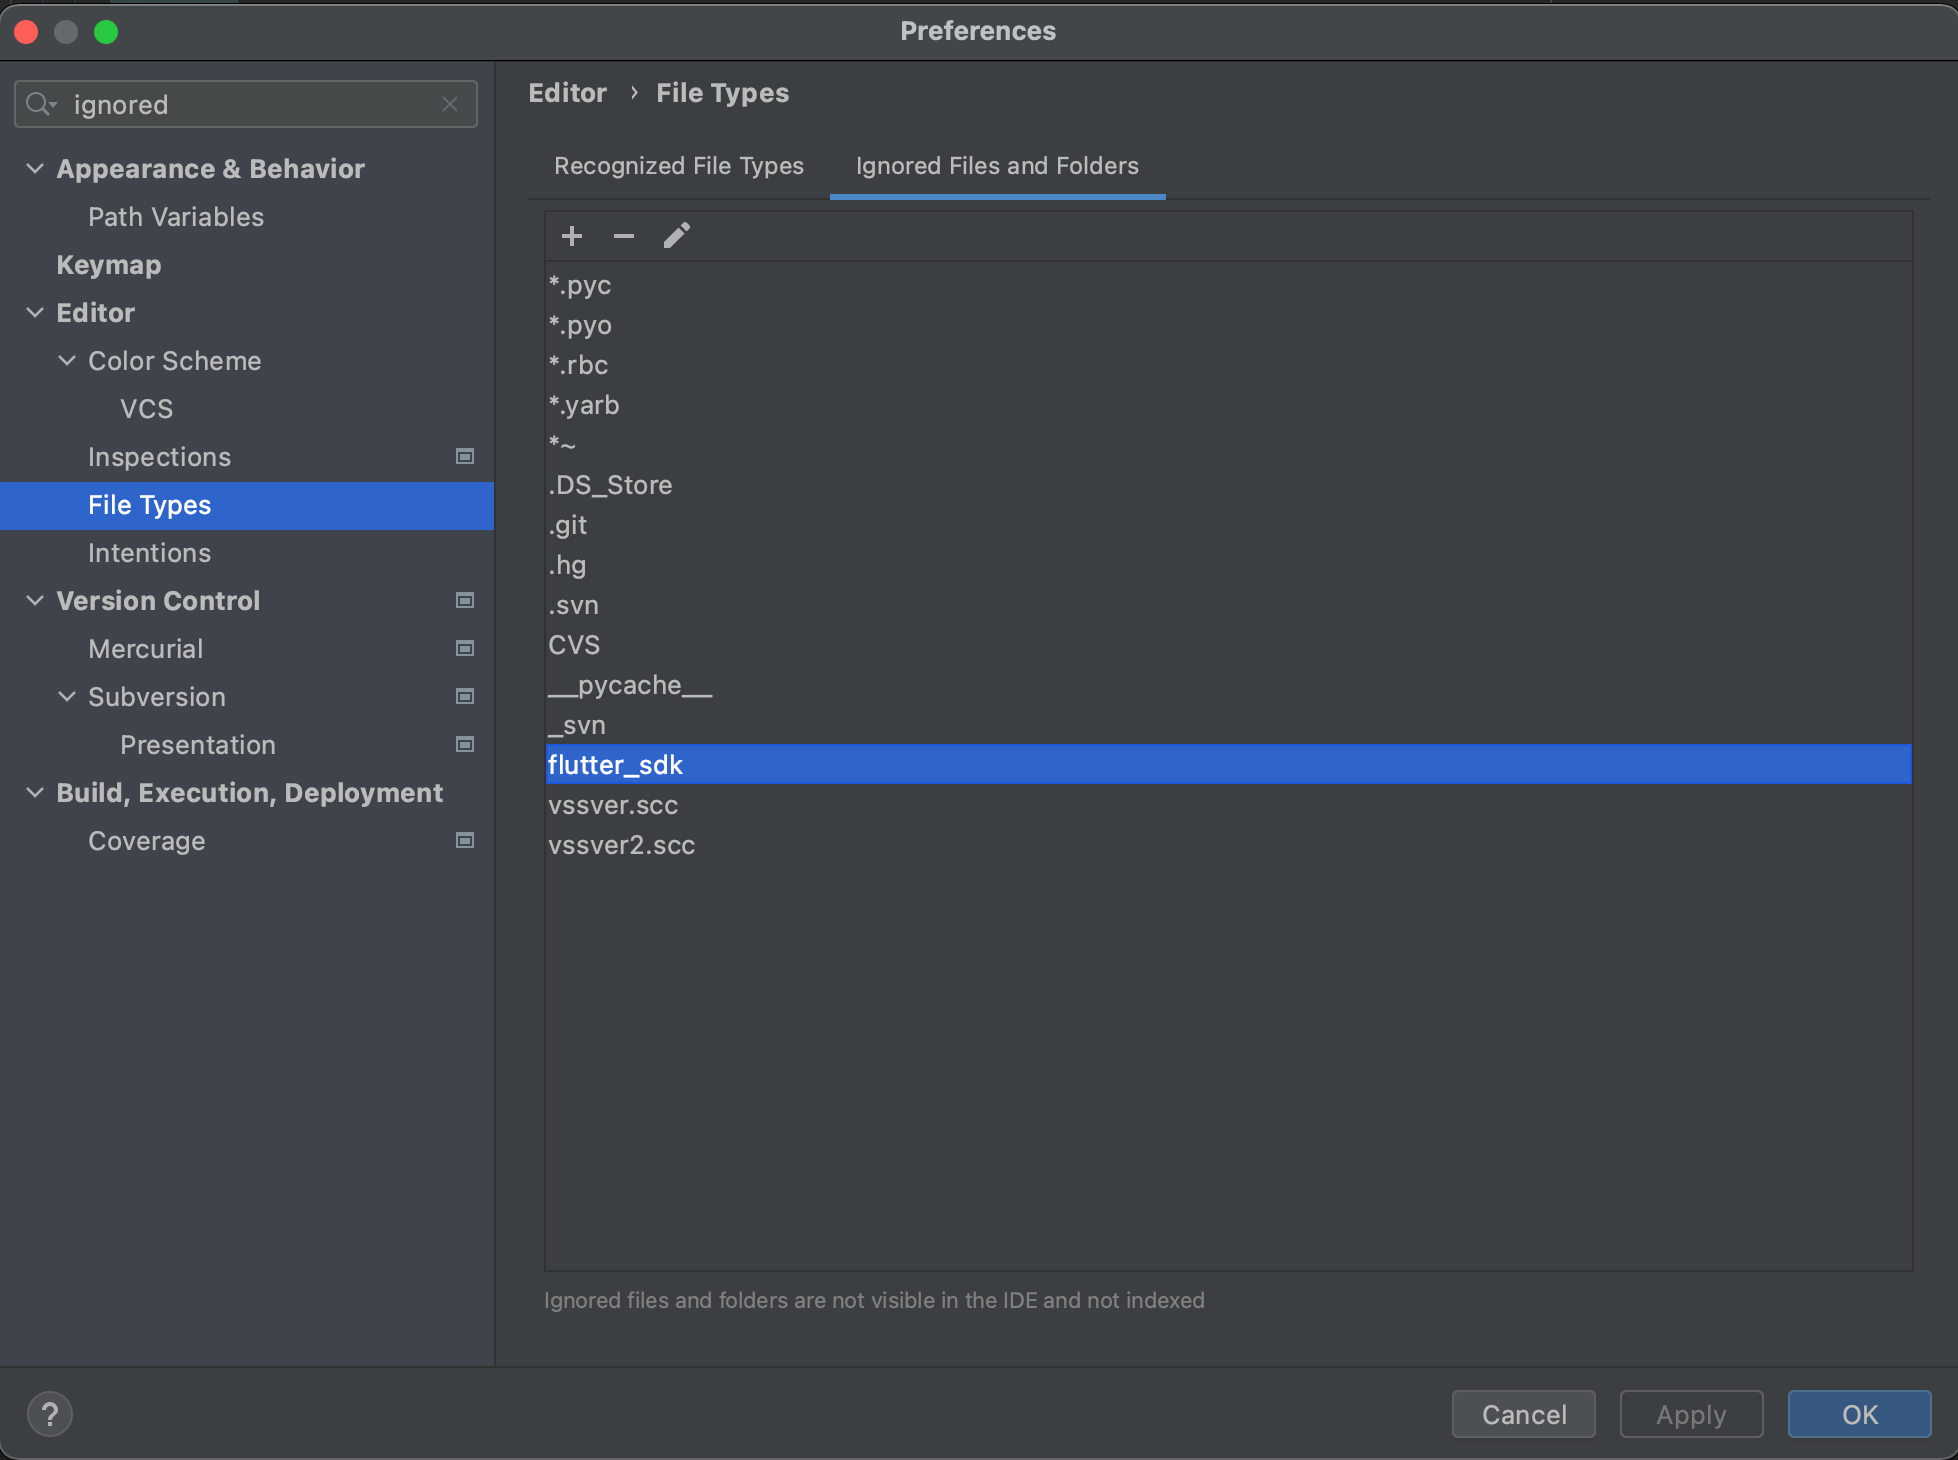 Preferences
ignored
Appearance & Behavior
Path Variables
Keymap
Editor
Color Scheme
VCS
Inspections
File Types
Intentions
Version Control
Mercurial
Subversion
Presentation
Build, Execution, Deployment
Coverage
Editor › File Types
Recognized File Types
Ignored Files and Folders
*.pyc
*.pyo
*.rbc
*.yarb
*~
.DS_Store
.git
.hg
.svn
CVS
__pycache__
_svn
flutter_sdk
vssver.scc
vssver2.scc
Ignored files and folders are not visible in the IDE and not indexed
?
Cancel
Apply
OK